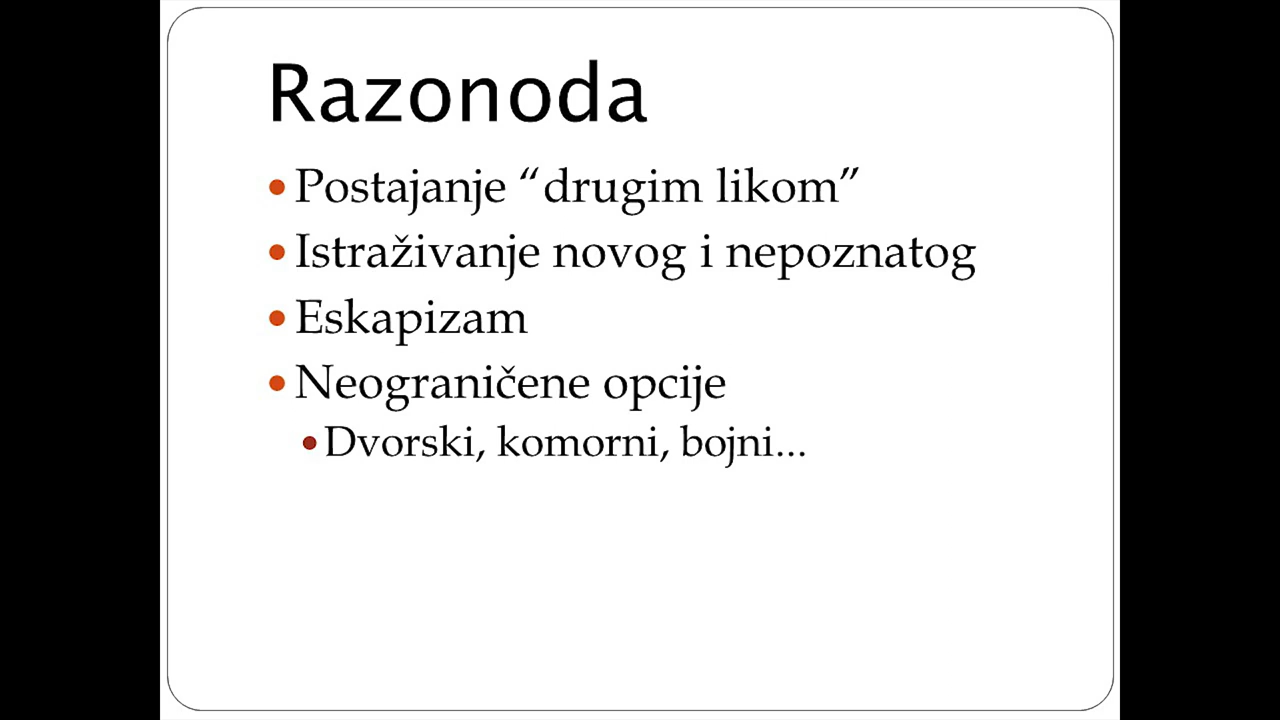 Razonoda
Postajanje “drugim likom”
Istraživanje novog i nepoznatog
Eskapizam
Neograničene opcije
Dvorski, komorni, bojni...